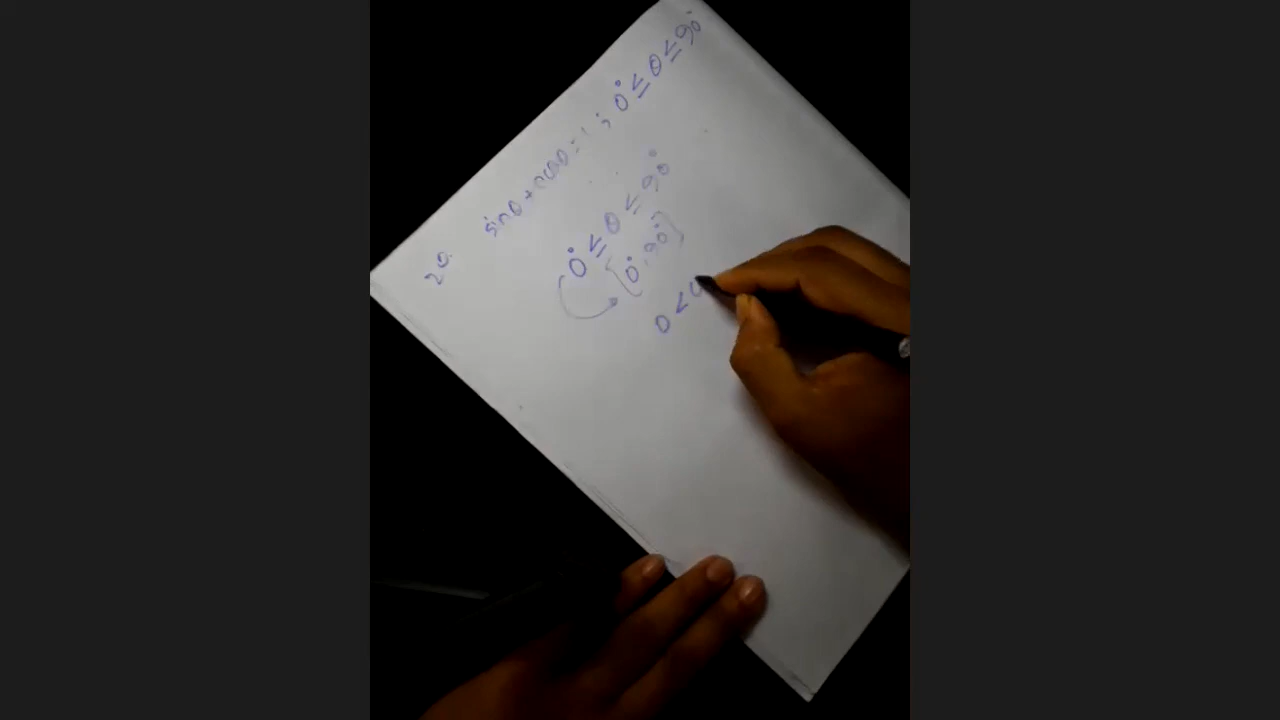 20. sinθ + cosθ = 1 ; 0° ≤ θ ≤ 90°
0° ≤ θ ≤ 90°
[0°, 90°]
0 <